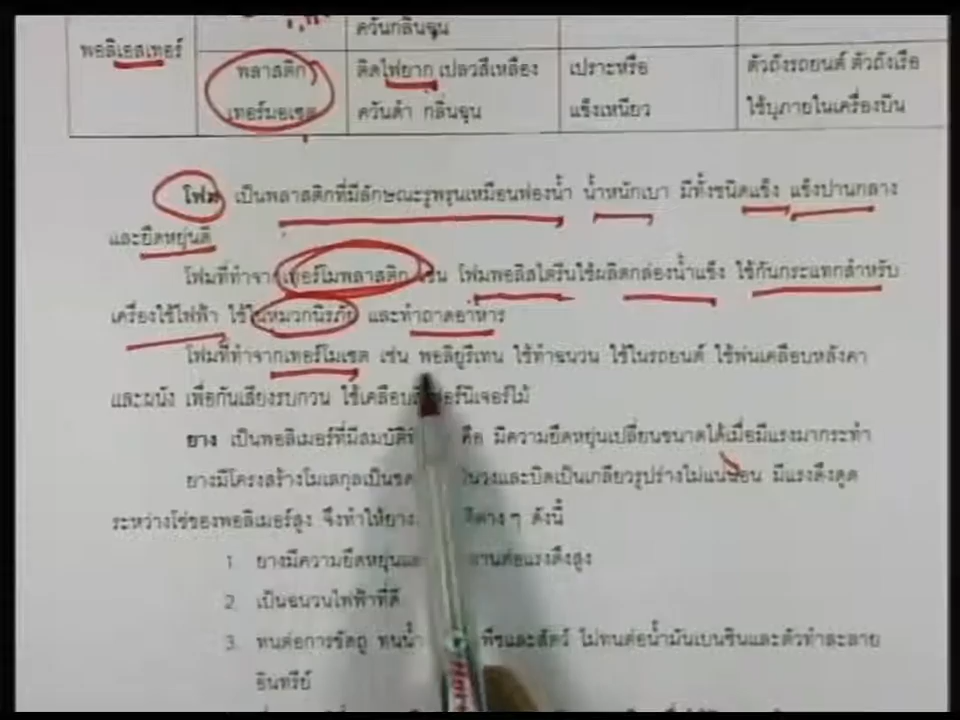 ควันกลิ่นฉุน
พอลิเอสเทอร์
พลาสติก ติดไฟยาก เปลวสีเหลือง เปราะหรือ ตัวถังรถยนต์ ตัวถังเรือ
เทอร์มอเซต ควันดำ กลิ่นฉุน แข็งเหนียว ใช้บุภายในเครื่องบิน
โฟม เป็นพลาสติกที่มีลักษณะรูพรุนเหมือนฟองน้ำ น้ำหนักเบา มีทั้งชนิดแข็ง แข็งปานกลาง
และยืดหยุ่นดี
โฟมที่ทำจากเทอร์โมพลาสติก เช่น โฟมพอลิสไตรีนใช้ผลิตกล่องน้ำแข็ง ใช้กันกระแทกสำหรับ
เครื่องใช้ไฟฟ้า ใช้ในหมวกนิรภัย และทำถาดอาหาร
โฟมที่ทำจากเทอร์โมเซต เช่น พอลิยูรีเทน ใช้ทำฉนวน ใช้ในรถยนต์ ใช้พ่นเคลือบหลังคา
และผนัง เพื่อกันเสียงรบกวน ใช้เคลือบเฟอร์นิเจอร์ไม้
ยาง เป็นพอลิเมอร์ที่มีสมบัติ คือ มีความยืดหยุ่นเปลี่ยนขนาดได้เมื่อมีแรงมากระทำ
ยางมีโครงสร้างโมเลกุลเป็น และบิดเป็นเกลียวรูปร่างไม่แน่นอน มีแรงดึงดูด
ระหว่างโซ่ของพอลิเมอร์สูง จึงทำให้ยาง ต่าง ๆ ดังนี้
1. ยางมีความยืดหยุ่น ต่อแรงดึงสูง
2. เป็นฉนวนไฟฟ้าที่ดี
3. ทนต่อการขัดถู ทนน้ำ พืชและสัตว์ ไม่ทนต่อน้ำมันเบนซินและตัวทำละลาย
อินทรีย์